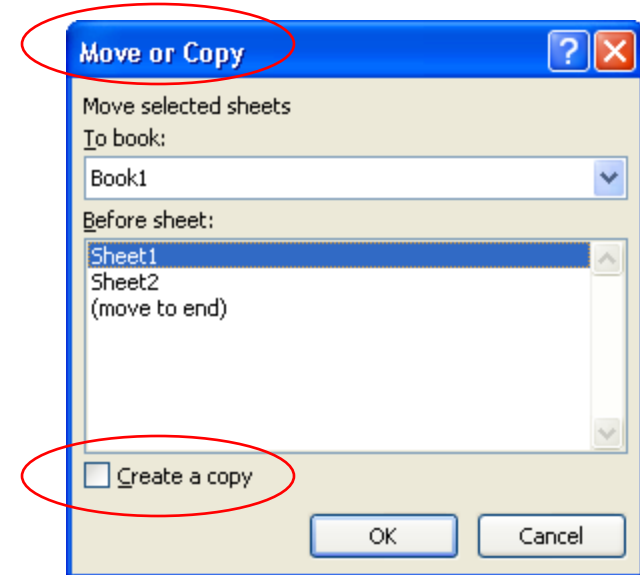 Move or Copy
Move selected sheets
To book:
Book1
Before sheet:
Sheet1
Sheet2
(move to end)
Create a copy
OK Cancel